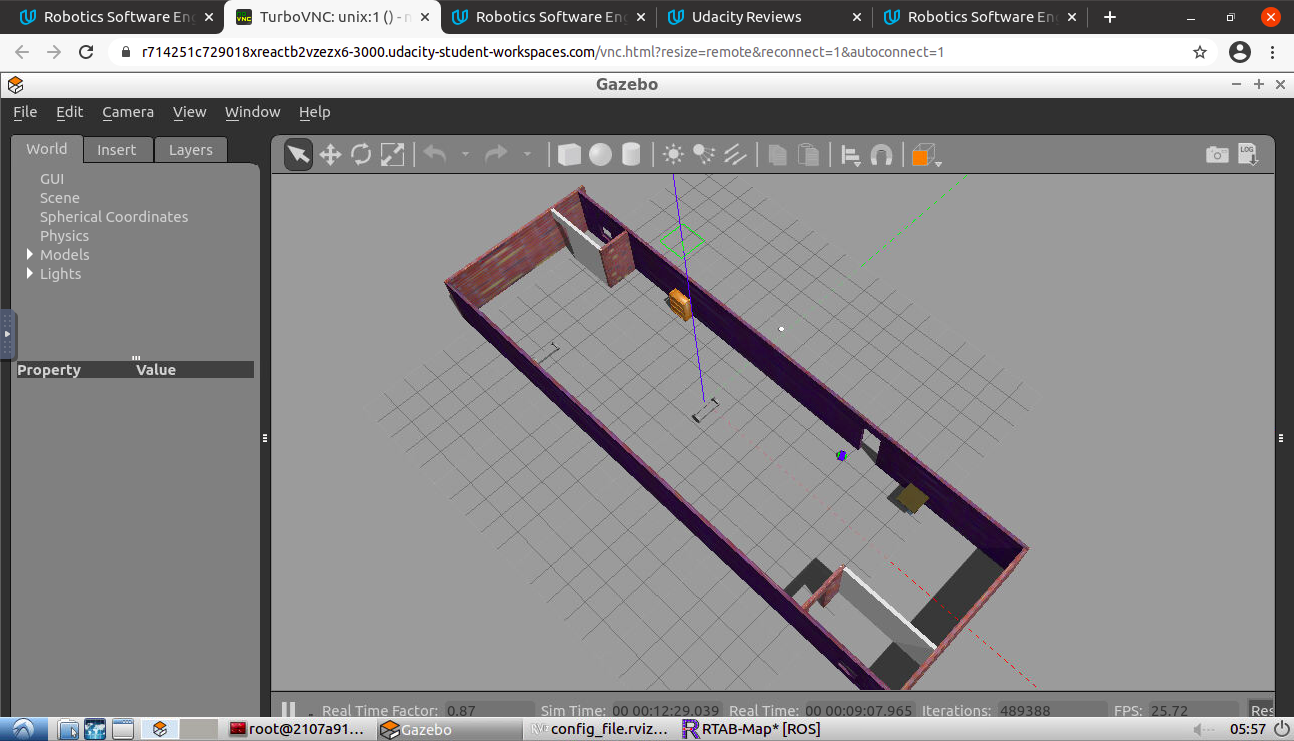 Robotics Software En
TurboVNC: unix:1 () - n
Robotics Software En
Udacity Reviews
Robotics Software En
r714251c729018xreactb2vzezx6-3000.udacity-student-workspaces.com/vnc.html?resize=remote&reconnect=1&autoconnect=1
Gazebo
File Edit Camera View Window Help
World Insert Layers
LOG
GUI
Scene
Spherical Coordinates
Physics
Models
Lights
Property Value
Real Time Factor: 0.87 Sim Time: 00 00:12:29.039 Real Time: 00 00:09:07.965 Iterations: 489388 FPS: 25.72 Res
root@2107a91... Gazebo config_file.rviz... RTAB-Map* [ROS] 05:57